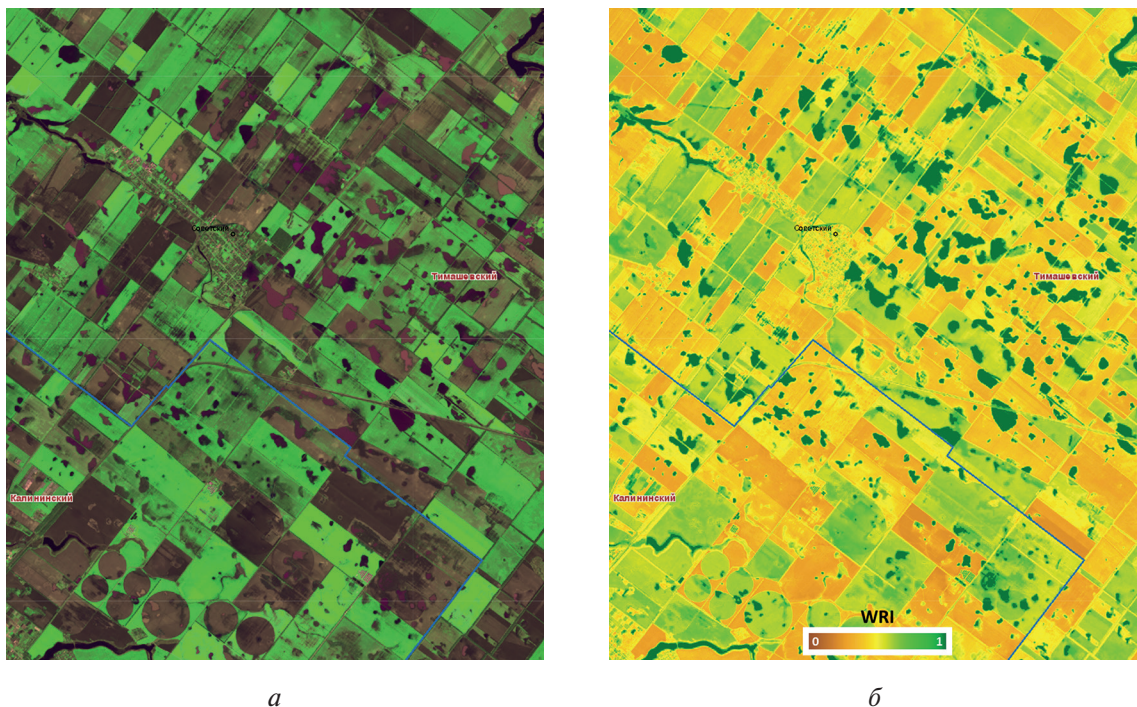 Советский
Тимашевский
Калининский
а
Советский
Тимашевский
Калининский
WRI
0 1
б